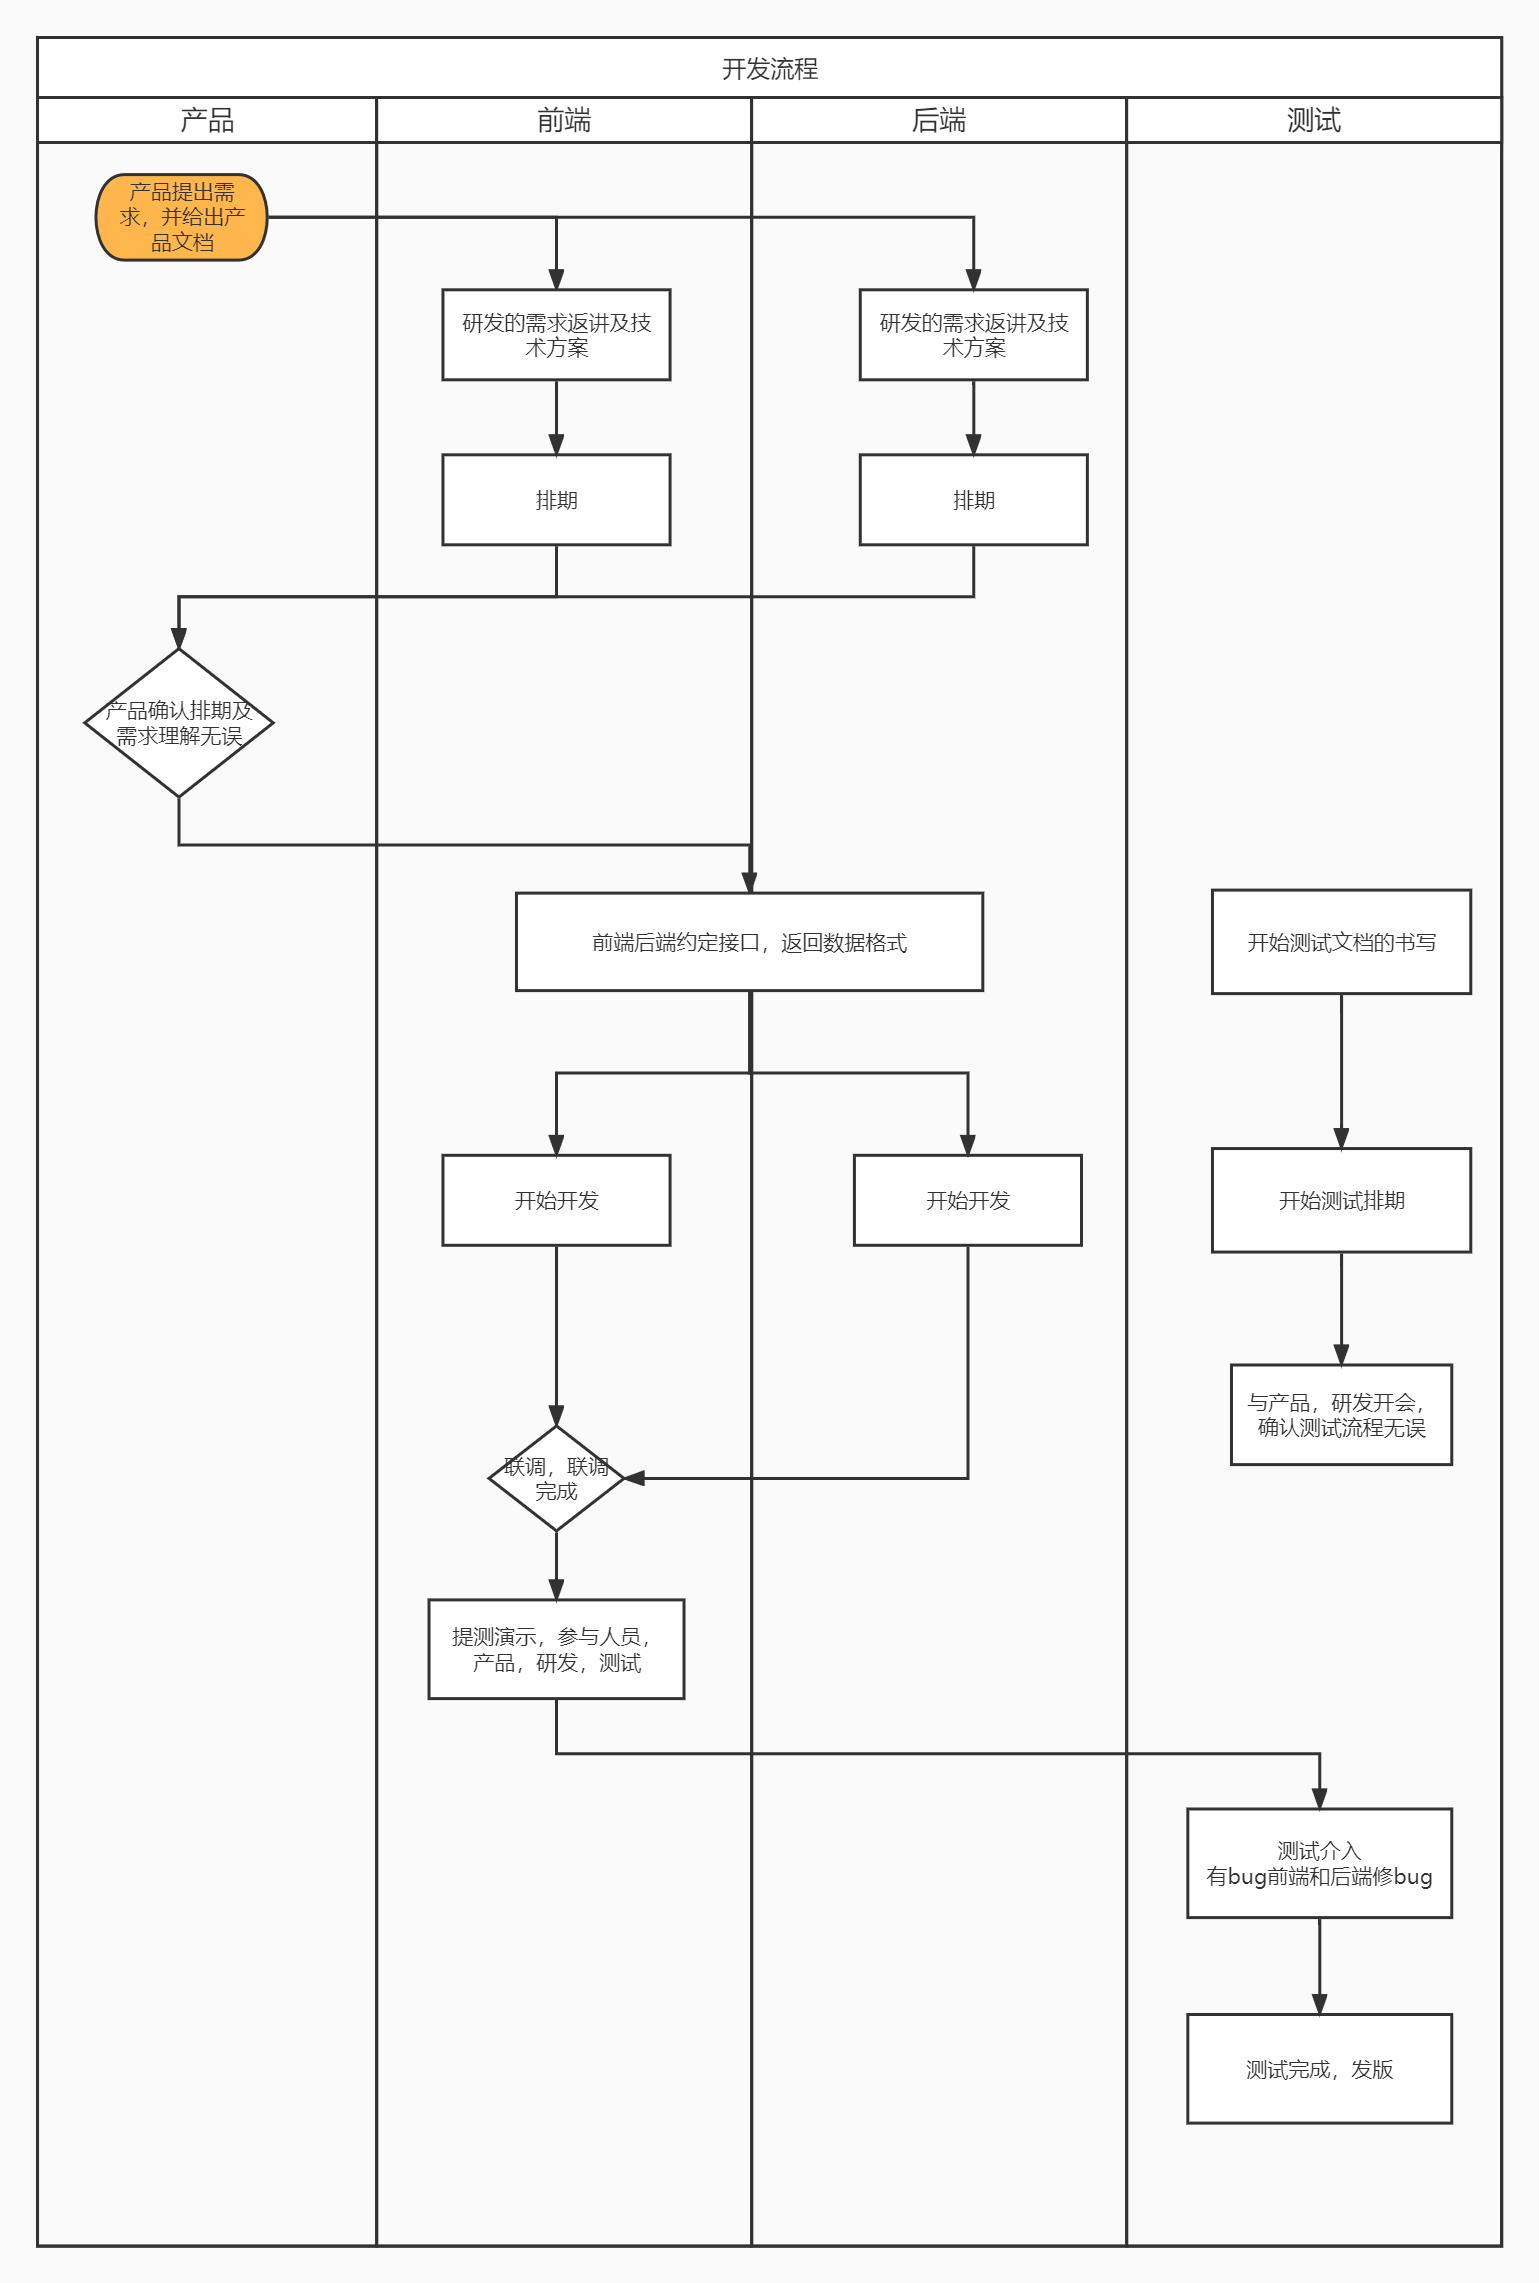 开发流程
产品
前端
后端
测试
产品提出需
求，并给出产
品文档
研发的需求返讲及技
术方案
研发的需求返讲及技
术方案
排期
排期
产品确认排期及
需求理解无误
前端后端约定接口，返回数据格式
开始测试文档的书写
开始开发
开始开发
开始测试排期
与产品，研发开会，
确认测试流程无误
联调，联调
完成
提测演示，参与人员，
产品，研发，测试
测试介入
有bug前端和后端修bug
测试完成，发版